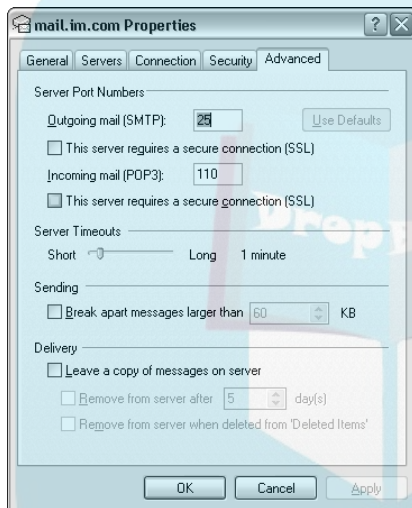 mail.im.com Properties
General Servers Connection Security Advanced
Server Port Numbers
Outgoing mail (SMTP): 25 Use Defaults
This server requires a secure connection (SSL)
Incoming mail (POP3): 110
This server requires a secure connection (SSL)
Server Timeouts
Short Long 1 minute
Sending
Break apart messages larger than 60 KB
Delivery
Leave a copy of messages on server
Remove from server after 5 day(s)
Remove from server when deleted from 'Deleted Items'
OK Cancel Apply